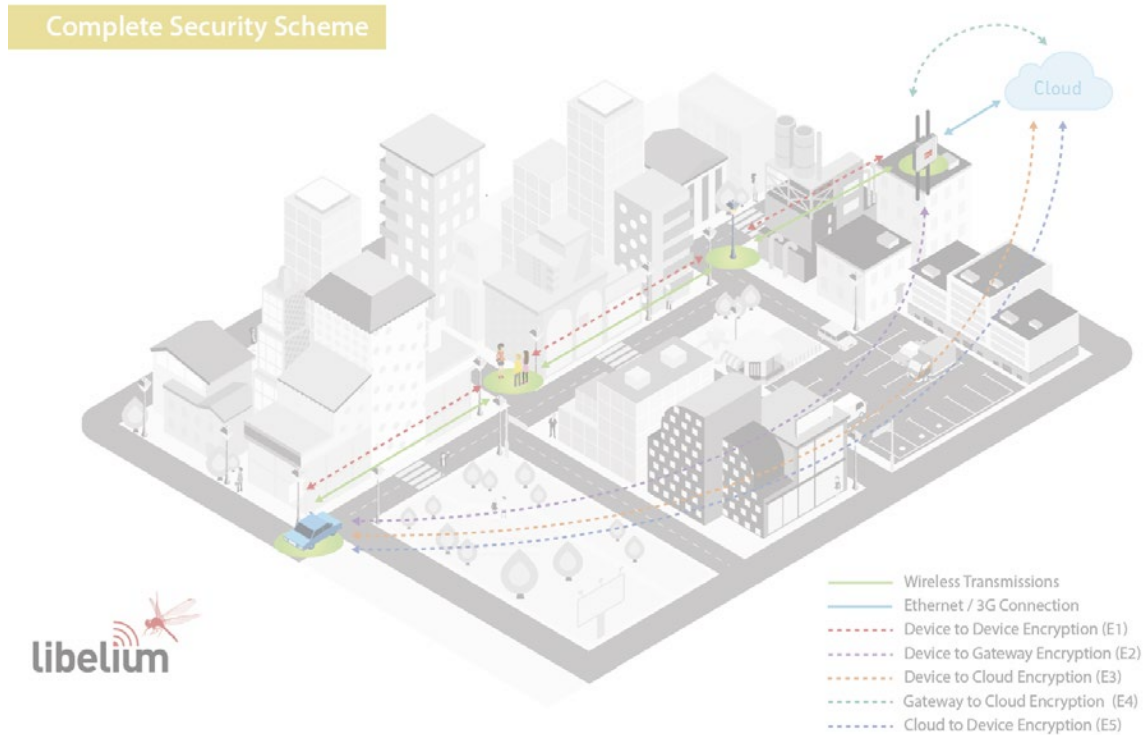 Complete Security Scheme
Cloud
libelium
Wireless Transmissions
Ethernet / 3G Connection
Device to Device Encryption (E1)
Device to Gateway Encryption (E2)
Device to Cloud Encryption (E3)
Gateway to Cloud Encryption (E4)
Cloud to Device Encryption (E5)